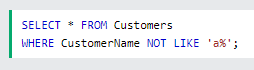 SELECT * FROM Customers
WHERE CustomerName NOT LIKE 'a%';